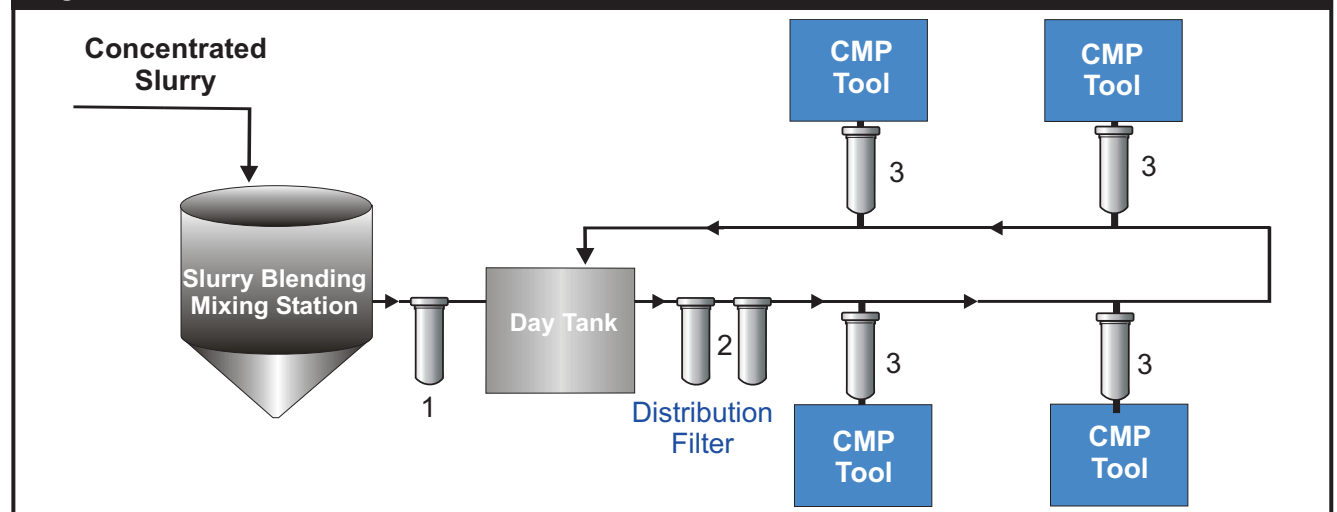 Concentrated
Slurry
CMP
Tool
CMP
Tool
3
3
Slurry Blending
Mixing Station
Day Tank
1
2
Distribution
Filter
3
3
CMP
Tool
CMP
Tool